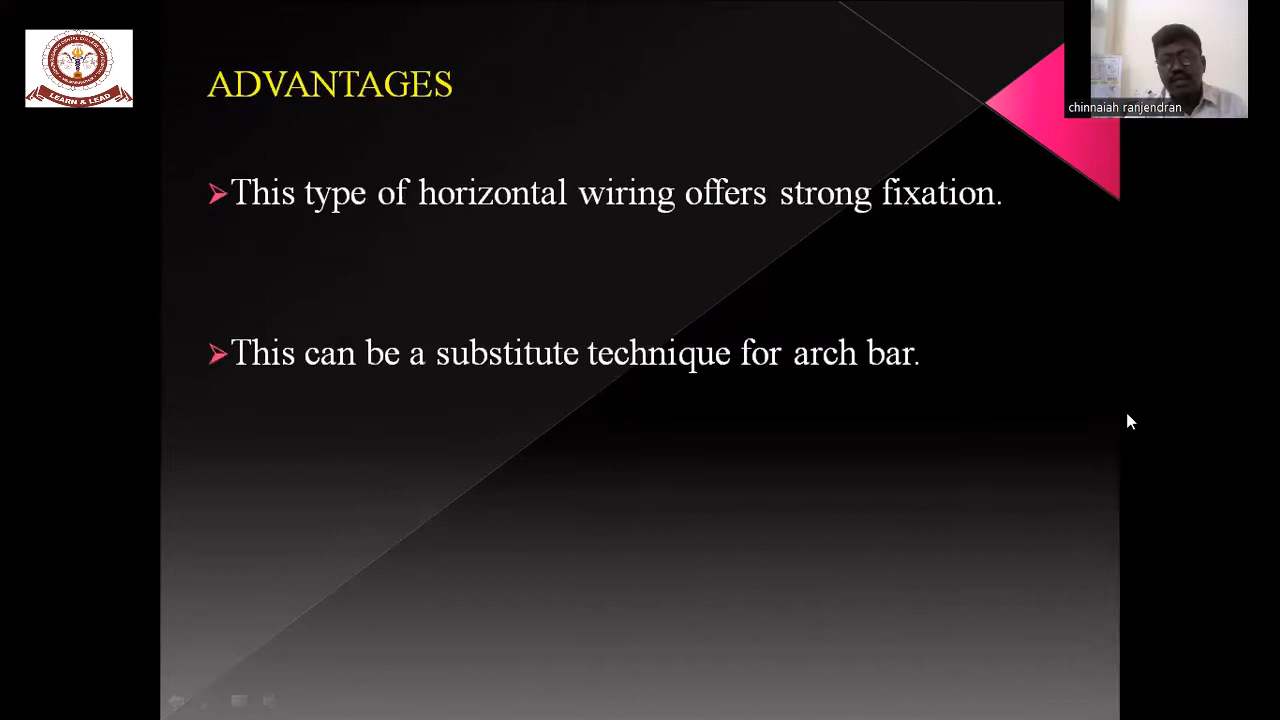 ADVANTAGES
This type of horizontal wiring offers strong fixation.
This can be a substitute technique for arch bar.
chinnaiah ranjendran
LEARN & LEAD